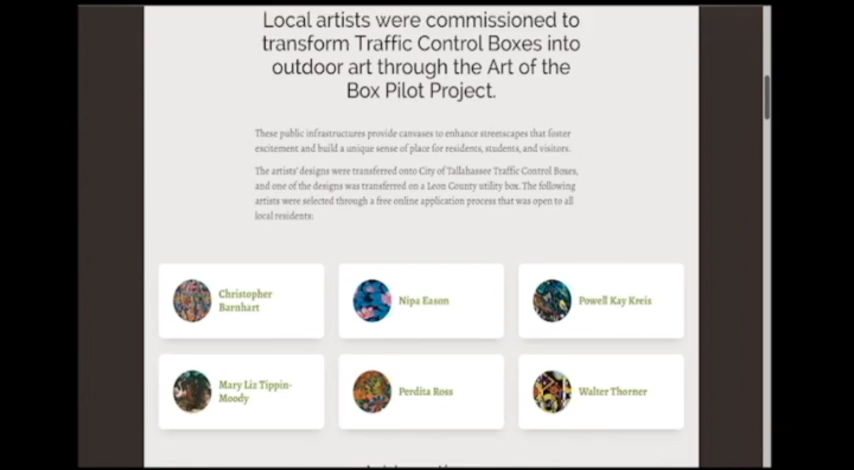 Local artists were commissioned to
transform Traffic Control Boxes into
outdoor art through the Art of the
Box Pilot Project.
These public infrastructures provide canvases to enhance streetscapes that foster
excitement and build a unique sense of place for residents, students, and visitors.
The artists' designs were transferred onto City of Tallahassee Traffic Control Boxes,
and one of the designs was transferred on a Leon County utility box. The following
artists were selected through a free online application process that was open to all
local residents:
Christopher
Barnhart
Nipa Eason
Powell Kay Kreis
Mary Liz Tippin-
Moody
Perdita Ross
Walter Thorner